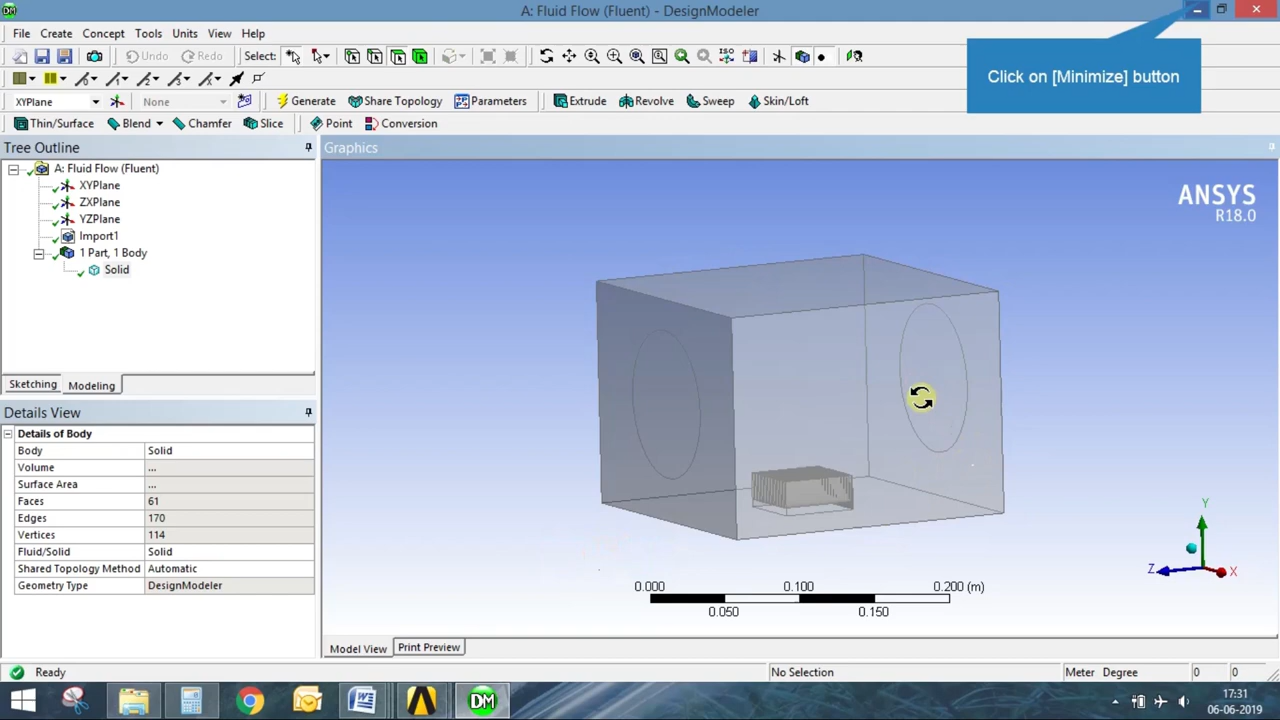 A: Fluid Flow (Fluent) - DesignModeler
DM
File Create Concept Tools Units View Help
Click on [Minimize] button
Undo Redo Select:
ISO
XYPlane None Generate Share Topology Parameters Extrude Revolve Sweep Skin/Loft
Thin/Surface Blend Chamfer Slice Point Conversion
Tree Outline
Graphics
A: Fluid Flow (Fluent)
XYPlane
ZXPlane
YZPlane
Import1
1 Part, 1 Body
Solid
ANSYS
R18.0
Sketching Modeling
Details View
Details of Body
Body Solid
Volume ...
Surface Area ...
Faces 61
Edges 170
Vertices 114
Fluid/Solid Solid
Shared Topology Method Automatic
Geometry Type DesignModeler
0.000 0.100 0.200 (m)
0.050 0.150
Y
Z X
Model View Print Preview
Ready No Selection Meter Degree 0 0
DM
17:31
06-06-2019